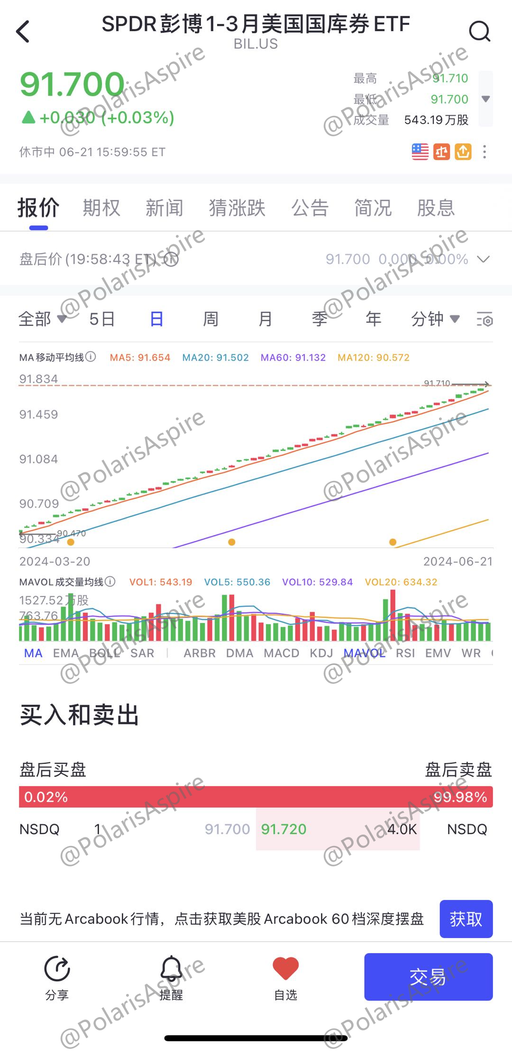 SPDR彭博1-3月美国国库券ETF
BIL.US
91.700
+0.030 (+0.03%)
最高 91.710
最低 91.700
成交量 543.19万股
休市中 06-21 15:59:55 ET
报价 期权 新闻 猜涨跌 公告 简况 股息
盘后价 (19:58:43 ET) 91.700 0.000 0.00%
全部 5日 日 周 月 季 年 分钟
MA移动平均线 MA5: 91.654 MA20: 91.502 MA60: 91.132 MA120: 90.572
91.834
91.710
91.459
91.084
90.709
90.470
90.334
2024-03-20 2024-06-21
MAVOL成交量均线 VOL1: 543.19 VOL5: 550.36 VOL10: 529.84 VOL20: 634.32
1527.52万股
763.76
MA EMA BOLL SAR ARBR DMA MACD KDJ MAVOL RSI EMV WR
买入和卖出
盘后买盘 盘后卖盘
0.02% 99.98%
NSDQ 1 91.700 91.720 4.0K NSDQ
当前无Arcabook行情，点击获取美股Arcabook 60档深度摆盘 获取
分享 提醒 自选 交易
@PolarisAspire
@PolarisAspire
@PolarisAspire
@PolarisAspire
@PolarisAspire
@PolarisAspire
@PolarisAspire
@PolarisAspire
@PolarisAspire
@PolarisAspire
@PolarisAspire
@PolarisAspire